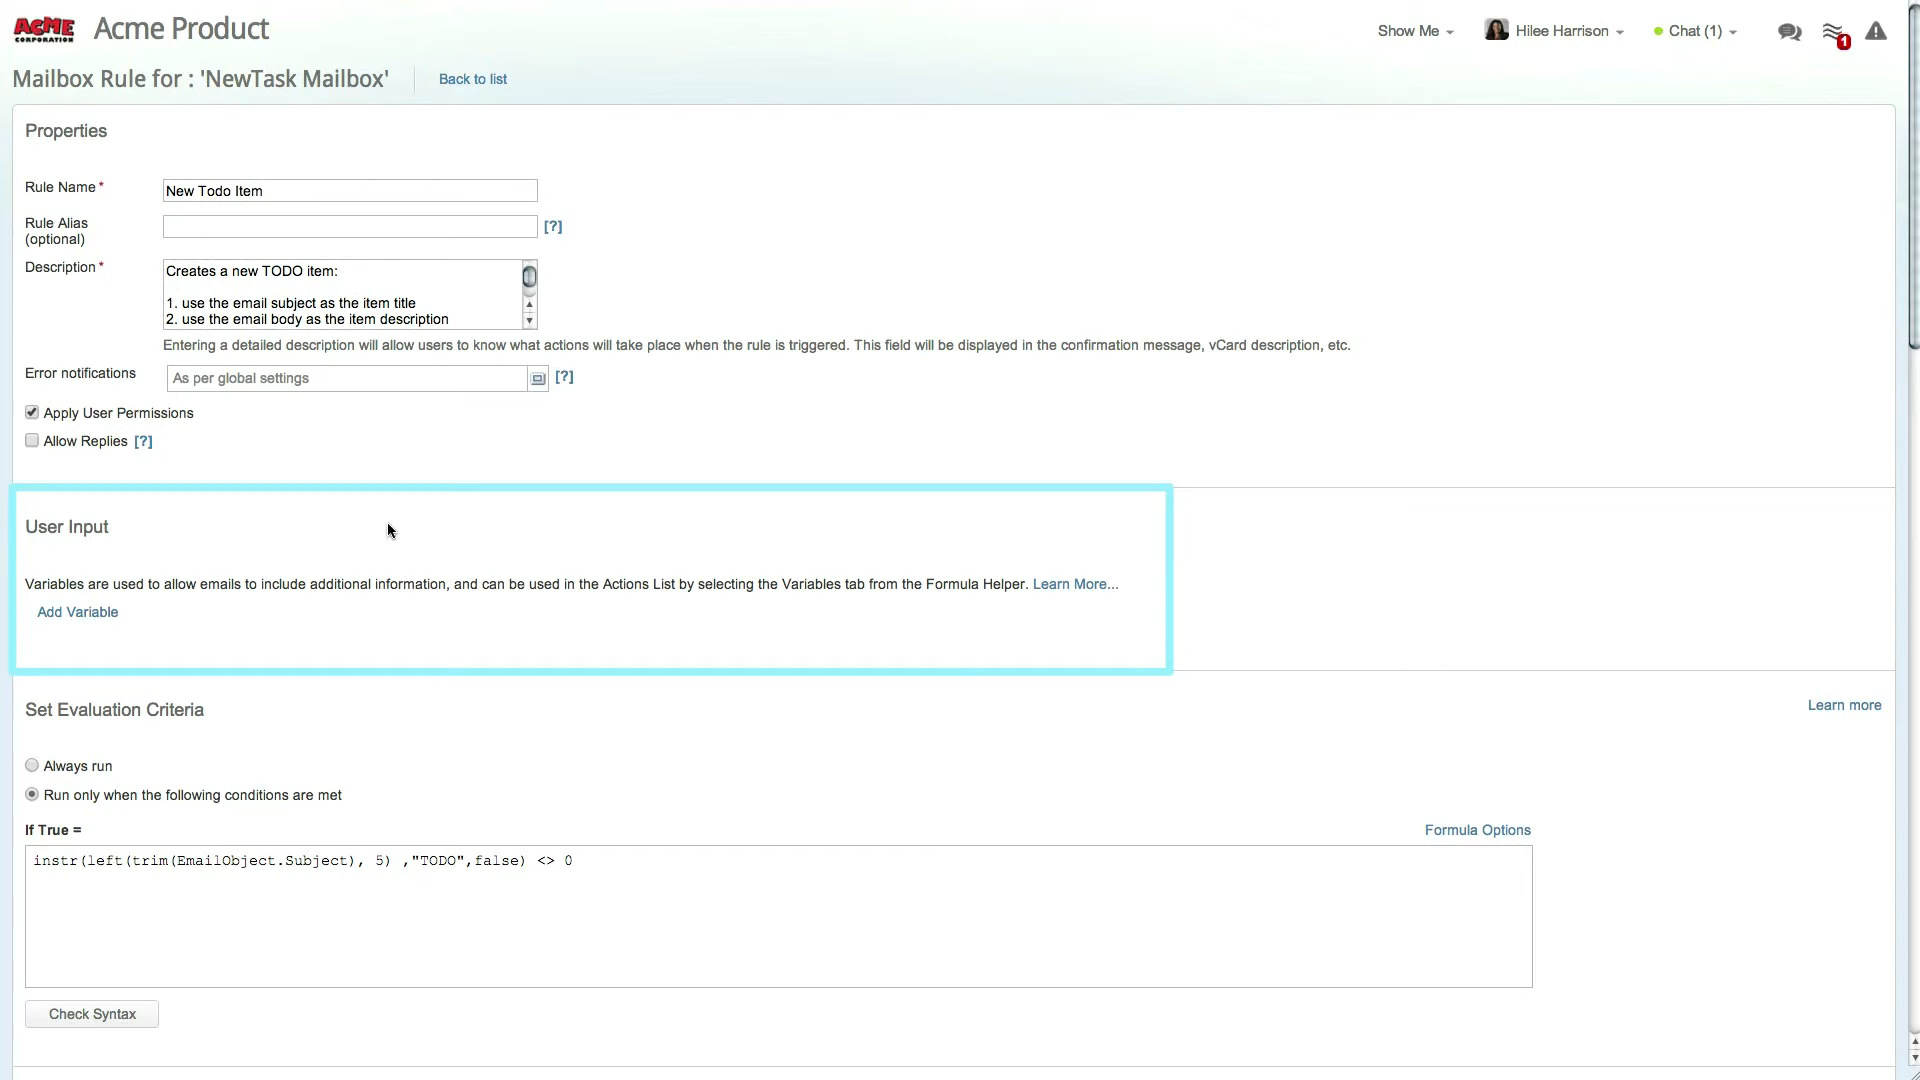 ACME
CORPORATION
Acme Product
Show Me
Hilee Harrison
Chat (1)
1
Mailbox Rule for : 'NewTask Mailbox'
Back to list
Properties
Rule Name*
New Todo Item
Rule Alias
(optional)
[?]
Description*
Creates a new TODO item:
1. use the email subject as the item title
2. use the email body as the item description
Entering a detailed description will allow users to know what actions will take place when the rule is triggered. This field will be displayed in the confirmation message, vCard description, etc.
Error notifications
As per global settings
[?]
Apply User Permissions
Allow Replies [?]
User Input
Variables are used to allow emails to include additional information, and can be used in the Actions List by selecting the Variables tab from the Formula Helper. Learn More...
Add Variable
Set Evaluation Criteria
Learn more
Always run
Run only when the following conditions are met
If True =
Formula Options
instr(left(trim(EmailObject.Subject), 5) ,"TODO",false) <> 0
Check Syntax